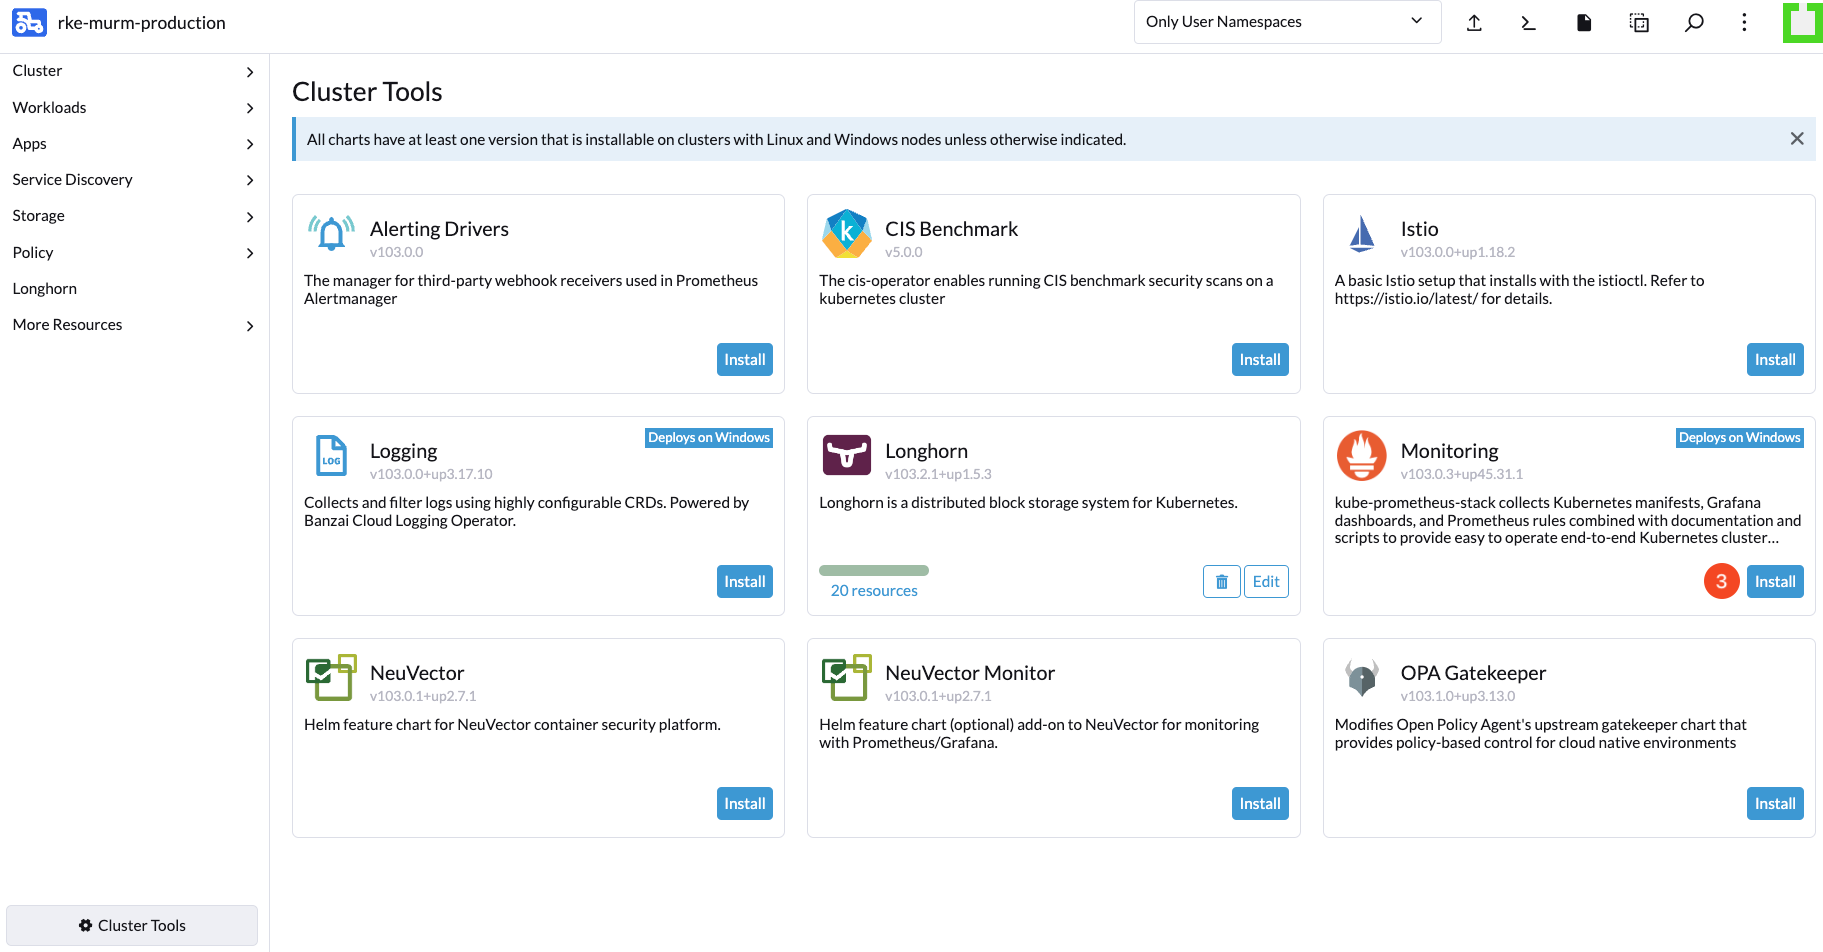 rke-murm-production
Only User Namespaces
Cluster
Workloads
Apps
Service Discovery
Storage
Policy
Longhorn
More Resources
Cluster Tools
Cluster Tools
All charts have at least one version that is installable on clusters with Linux and Windows nodes unless otherwise indicated.
Alerting Drivers
v103.0.0
The manager for third-party webhook receivers used in Prometheus
Alertmanager
Install
k
CIS Benchmark
v5.0.0
The cis-operator enables running CIS benchmark security scans on a
kubernetes cluster
Install
Istio
v103.0.0+up1.18.2
A basic Istio setup that installs with the istioctl. Refer to
https://istio.io/latest/ for details.
Install
Deploys on Windows
LOG
Logging
v103.0.0+up3.17.10
Collects and filter logs using highly configurable CRDs. Powered by
Banzai Cloud Logging Operator.
Install
Longhorn
v103.2.1+up1.5.3
Longhorn is a distributed block storage system for Kubernetes.
20 resources
Edit
Deploys on Windows
Monitoring
v103.0.3+up45.31.1
kube-prometheus-stack collects Kubernetes manifests, Grafana
dashboards, and Prometheus rules combined with documentation and
scripts to provide easy to operate end-to-end Kubernetes cluster...
3
Install
NeuVector
v103.0.1+up2.7.1
Helm feature chart for NeuVector container security platform.
Install
NeuVector Monitor
v103.0.1+up2.7.1
Helm feature chart (optional) add-on to NeuVector for monitoring
with Prometheus/Grafana.
Install
OPA Gatekeeper
v103.1.0+up3.13.0
Modifies Open Policy Agent's upstream gatekeeper chart that
provides policy-based control for cloud native environments
Install